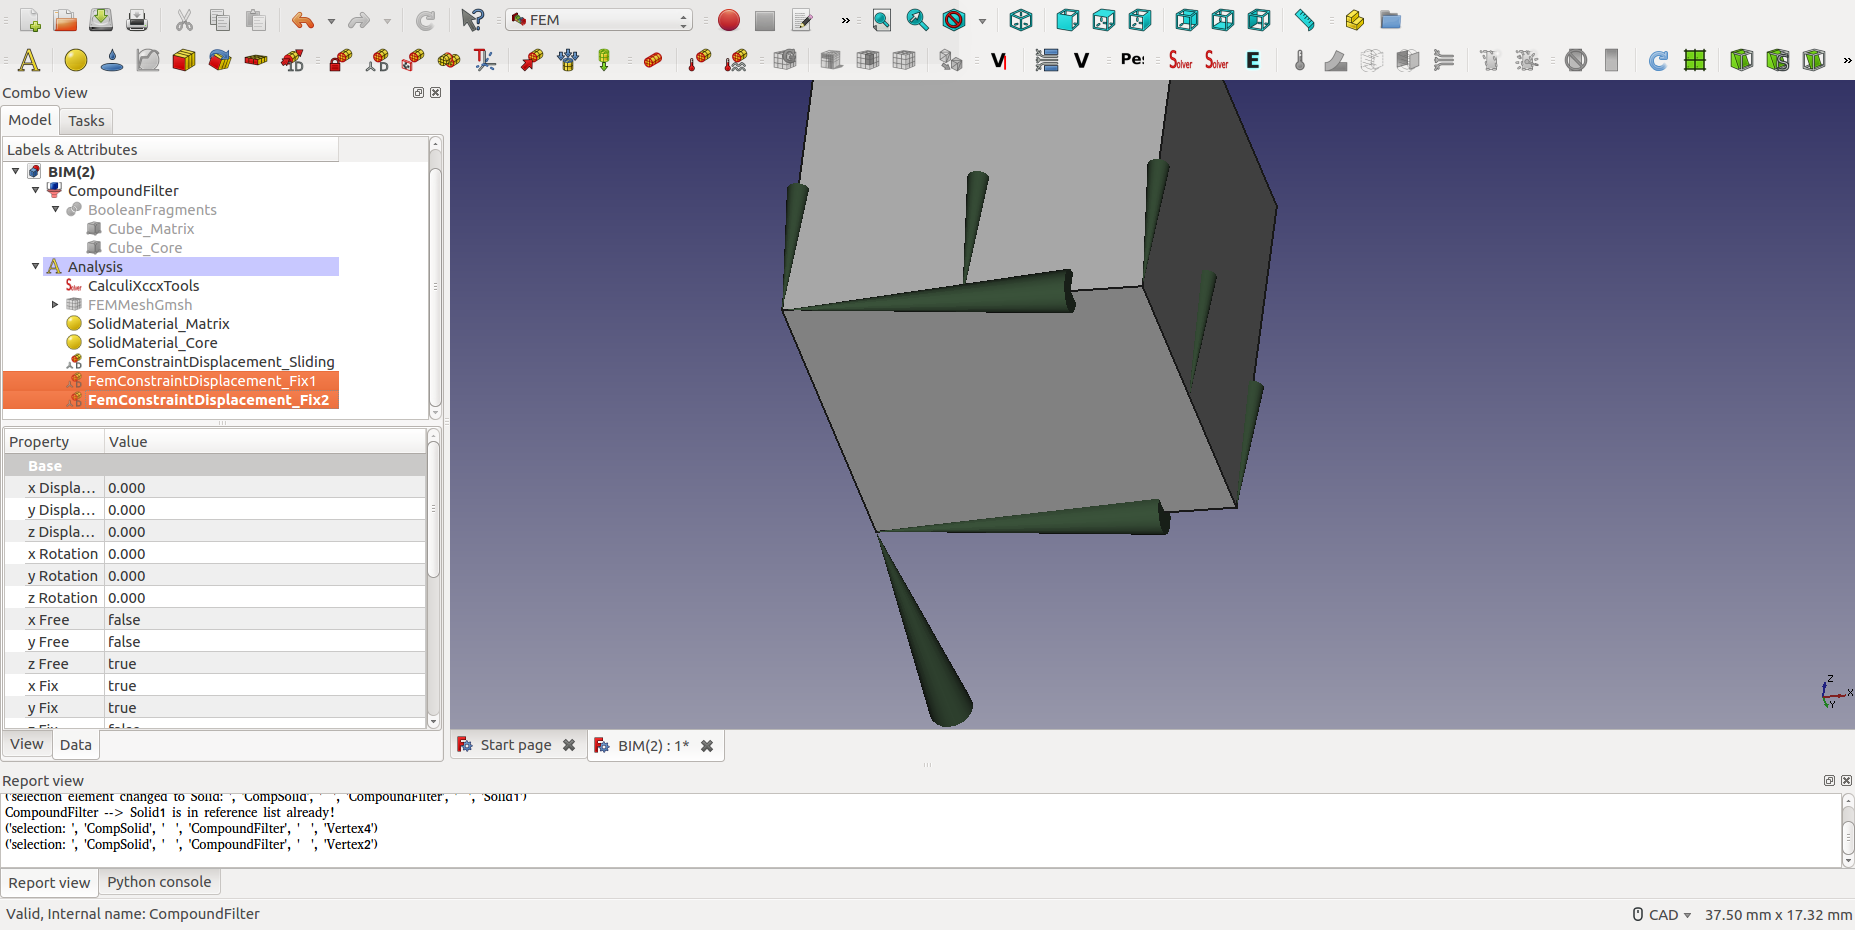 FEM
»
A
V
V
Pe
Solver
Solver
E
»
Combo View
Model
Tasks
Labels & Attributes
BIM(2)
CompoundFilter
BooleanFragments
Cube_Matrix
Cube_Core
Analysis
CalculiXccxTools
FEMMeshGmsh
SolidMaterial_Matrix
SolidMaterial_Core
FemConstraintDisplacement_Sliding
FemConstraintDisplacement_Fix1
FemConstraintDisplacement_Fix2
Property Value
Base
x Displa... 0.000
y Displa... 0.000
z Displa... 0.000
x Rotation 0.000
y Rotation 0.000
z Rotation 0.000
x Free false
y Free false
z Free true
x Fix true
y Fix true
z Fix false
View
Data
Z
X
Y
Start page
BIM(2) : 1*
Report view
('selection element changed to Solid: ', 'CompSolid', ' ', 'CompoundFilter', ' ', 'Solid1')
CompoundFilter --> Solid1 is in reference list already!
('selection: ', 'CompSolid', ' ', 'CompoundFilter', ' ', 'Vertex4')
('selection: ', 'CompSolid', ' ', 'CompoundFilter', ' ', 'Vertex2')
Report view
Python console
Valid, Internal name: CompoundFilter
CAD
37.50 mm x 17.32 mm